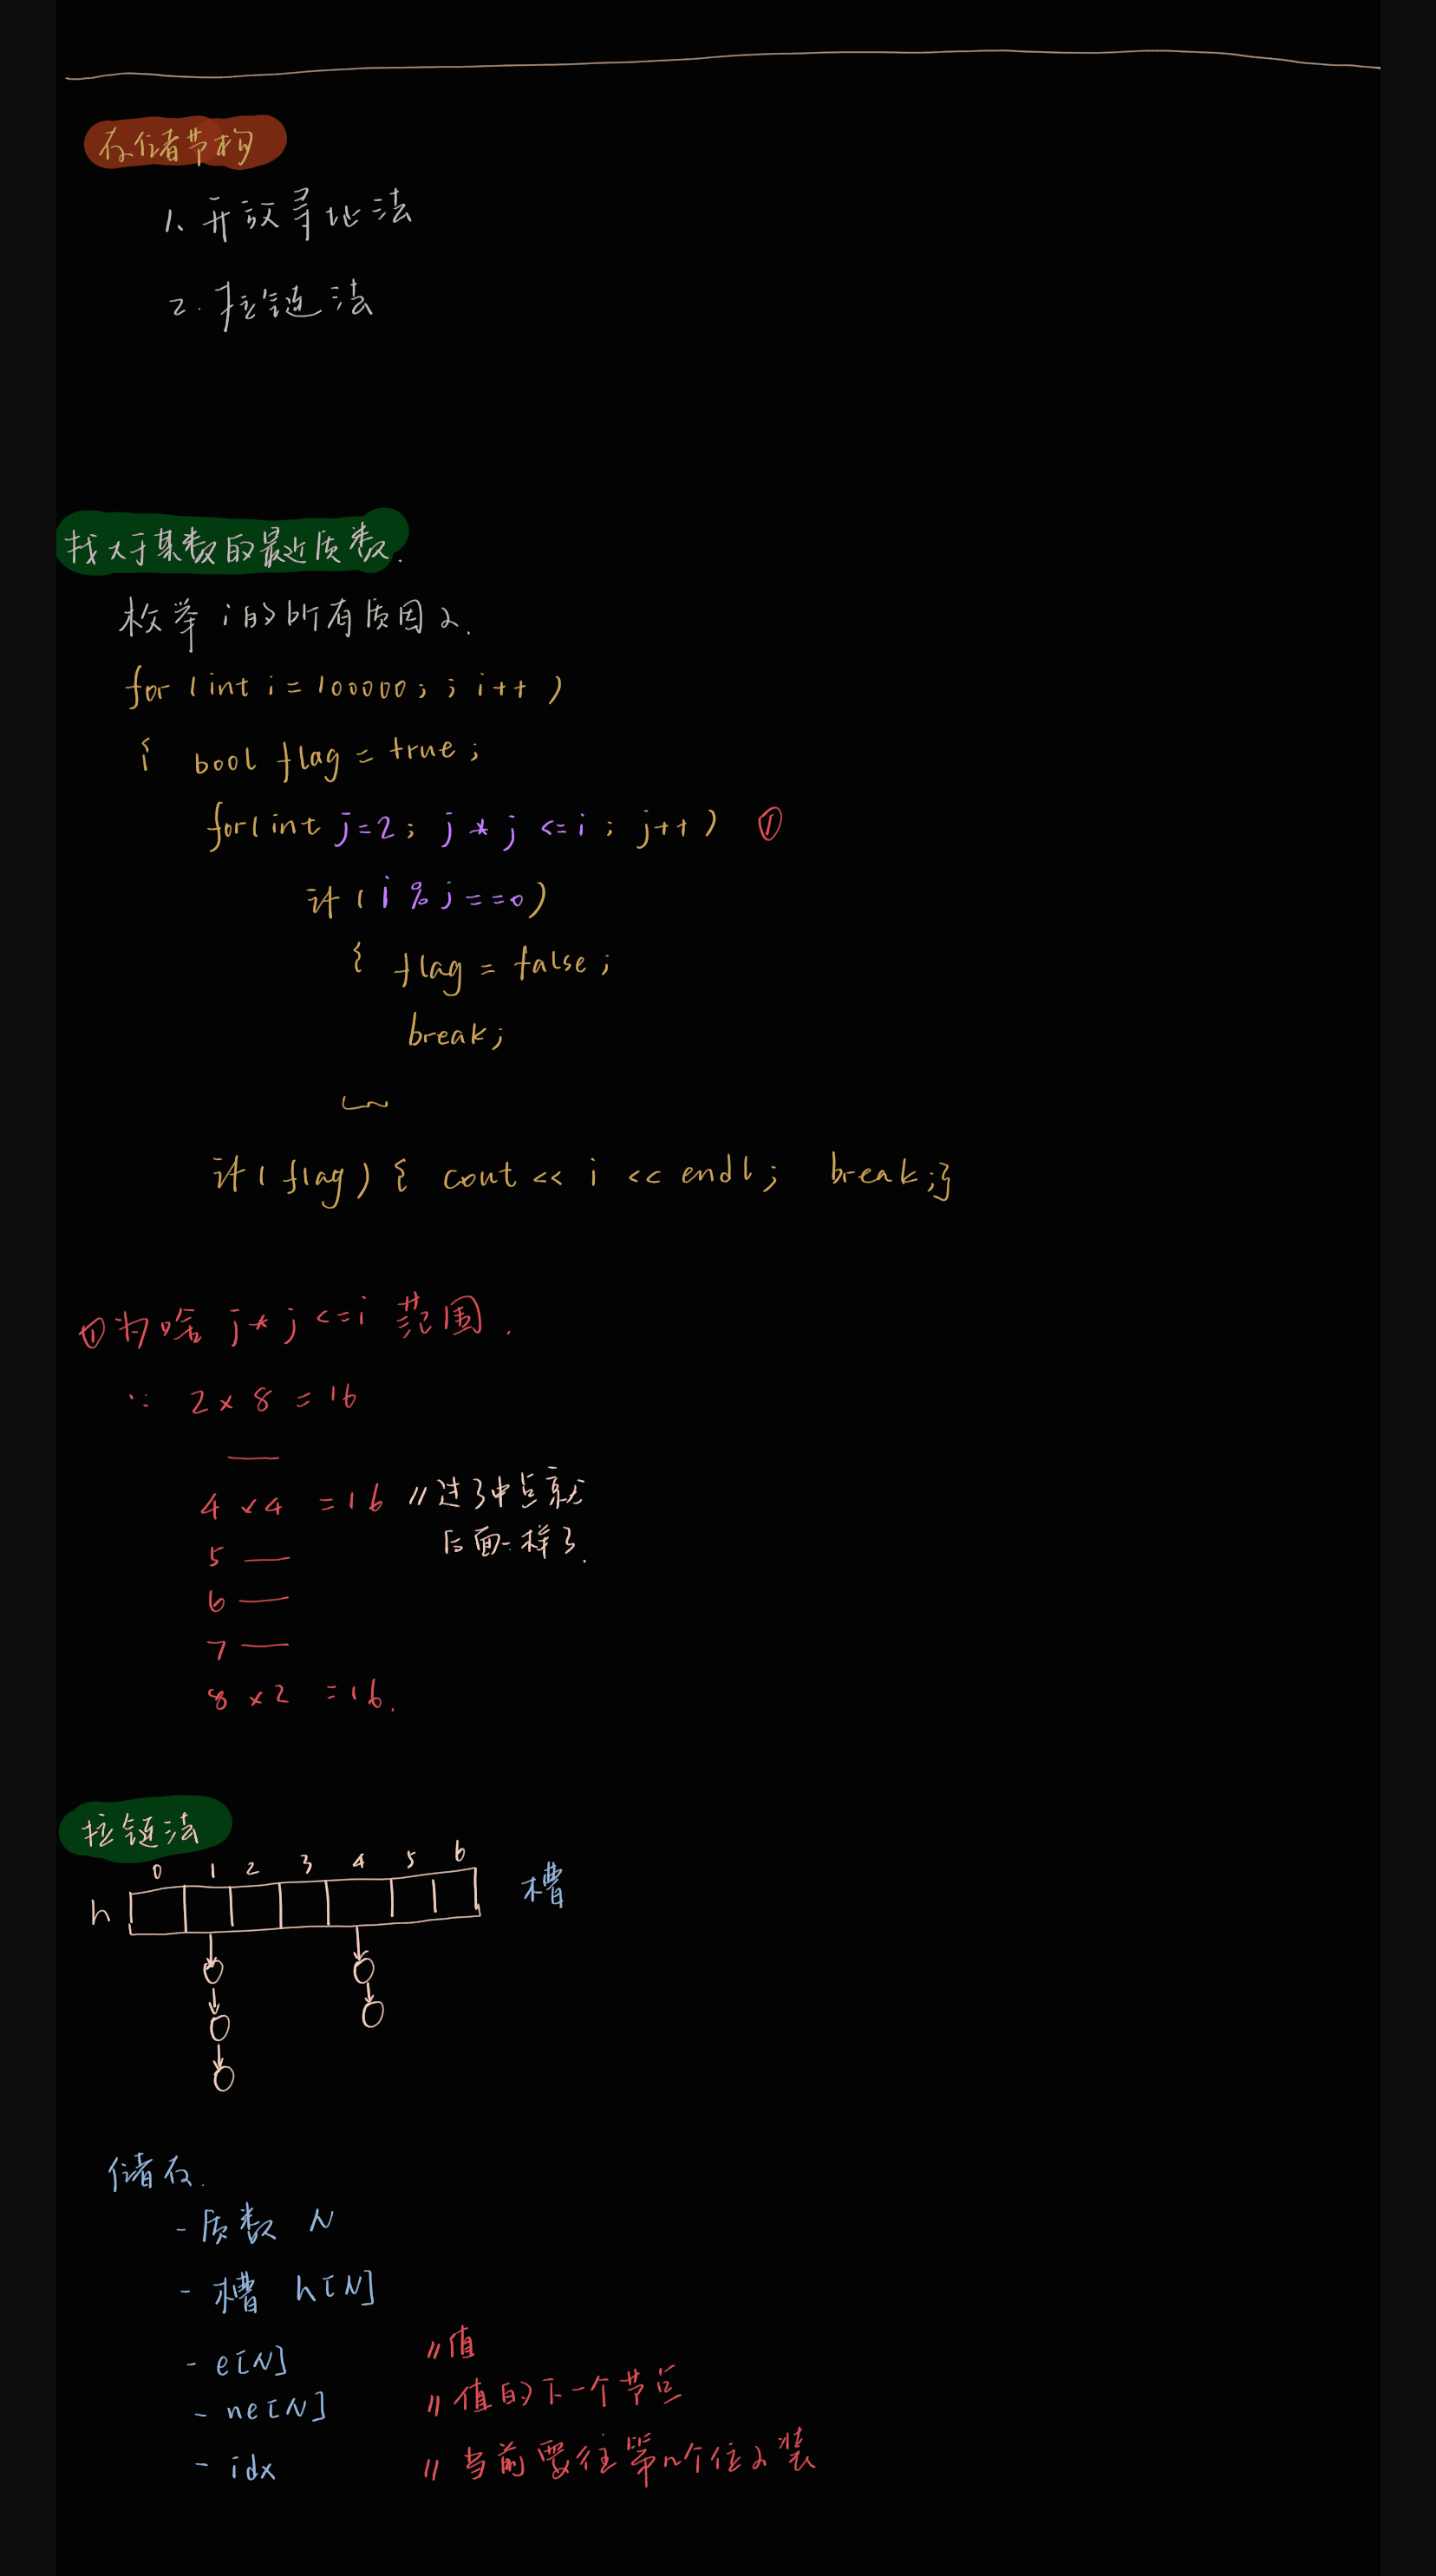 存储节构
1、开放寻址法
2. 拉链法
找大于某数的最近质数.
枚举 i的所有质因子.
for (int i = 100000; ; i++)
{ bool flag = true;
for(int j=2; j * j <= i; j++) ①
if (i % j == 0)
{ flag = false;
break;
}
if (flag) { cout << i << endl; break;}
①为啥 j * j <= i 范围.
∵ 2 × 8 = 16
4 × 4 = 16 // 过了中点就
后面一样了.
5 —
6 —
7 —
8 × 2 = 16.
拉链法
0 1 2 3 4 5 6
h 槽
储存.
- 质数 N
- 槽 h[N]
- e[N] // 值
- ne[N] // 值的下一个节点
- idx // 当前要往第n个位子装